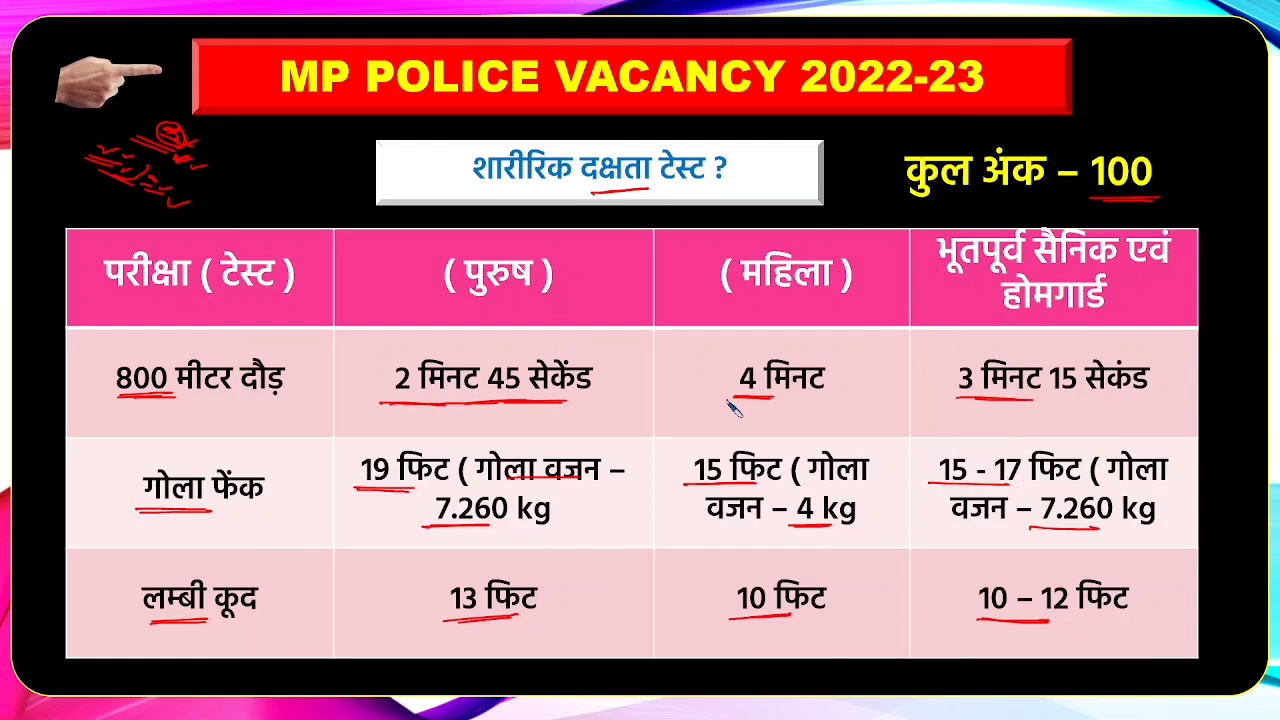 MP POLICE VACANCY 2022-23
शारीरिक दक्षता टेस्ट ?
कुल अंक – 100
परीक्षा ( टेस्ट )
( पुरुष )
( महिला )
भूतपूर्व सैनिक एवं
होमगार्ड
800 मीटर दौड़
2 मिनट 45 सेकेंड
4 मिनट
3 मिनट 15 सेकंड
गोला फेंक
19 फिट ( गोला वजन –
7.260 kg
15 फिट ( गोला
वजन – 4 kg
15 - 17 फिट ( गोला
वजन – 7.260 kg
लम्बी कूद
13 फिट
10 फिट
10 – 12 फिट